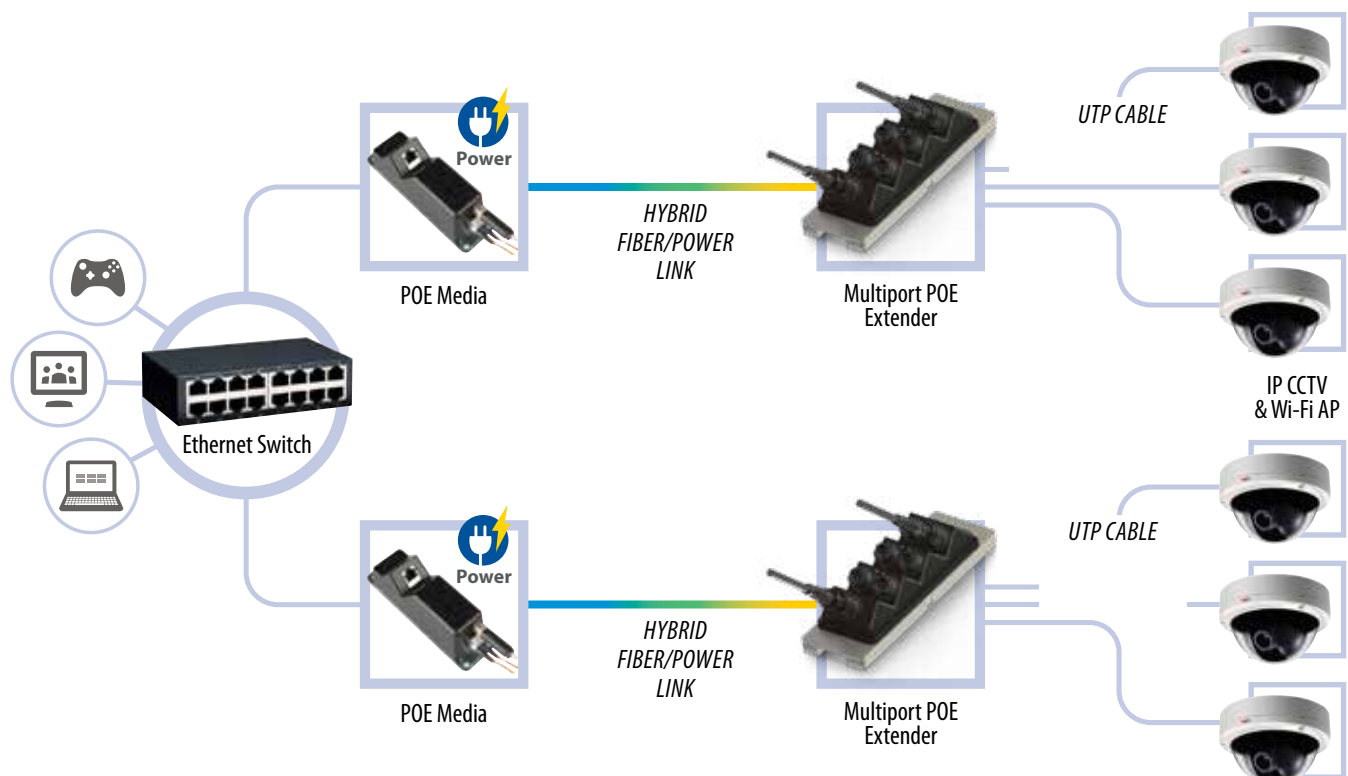 UTP CABLE
Power
HYBRID
FIBER/POWER
LINK
POE Media
Multiport POE
Extender
IP CCTV
& Wi-Fi AP
Ethernet Switch
UTP CABLE
Power
HYBRID
FIBER/POWER
LINK
POE Media
Multiport POE
Extender